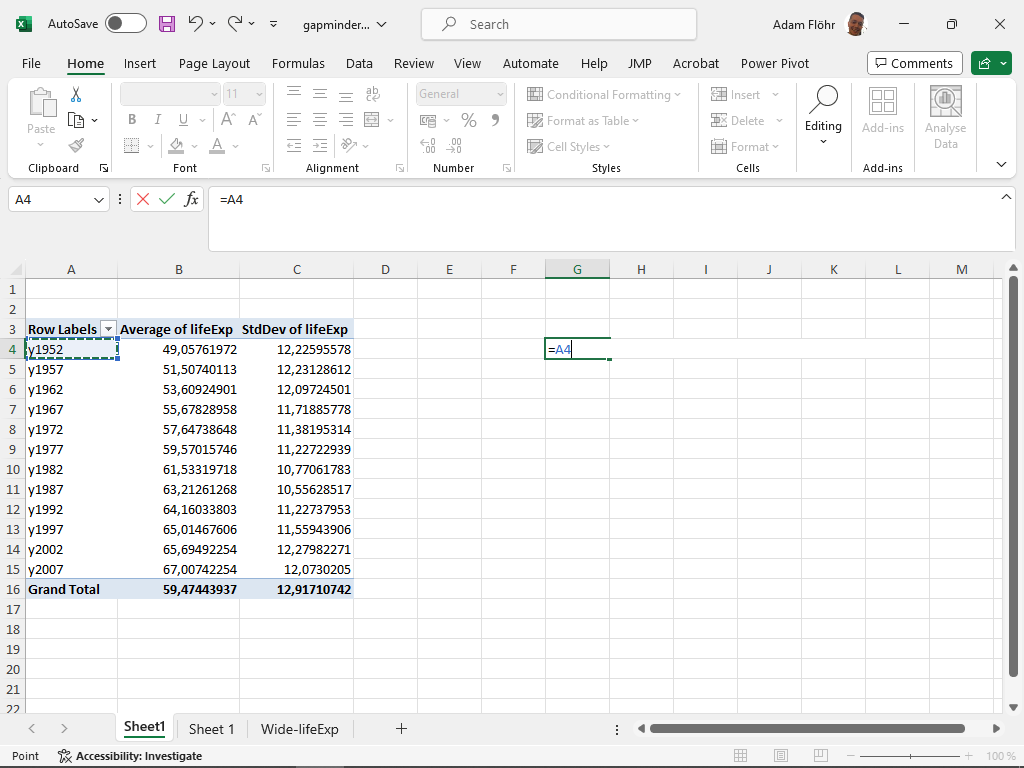 AutoSave gapminder... Search Adam Flöhr
File Home Insert Page Layout Formulas Data Review View Automate Help JMP Acrobat Power Pivot Comments
Paste
Clipboard
11
B I U A A
Font
ab
Alignment
General
% 9
Number
Conditional Formatting
Format as Table
Cell Styles
Styles
Insert
Delete
Format
Cells
Editing
Add-ins
Add-ins
Analyse
Data
A4 fx =A4
A B C D E F G H I J K L M
1
2
3 Row Labels Average of lifeExp StdDev of lifeExp
4 y1952 49,05761972 12,22595578 =A4
5 y1957 51,50740113 12,23128612
6 y1962 53,60924901 12,09724501
7 y1967 55,67828958 11,71885778
8 y1972 57,64738648 11,38195314
9 y1977 59,57015746 11,22722939
10 y1982 61,53319718 10,77061783
11 y1987 63,21261268 10,55628517
12 y1992 64,16033803 11,22737953
13 y1997 65,01467606 11,55943906
14 y2002 65,69492254 12,27982271
15 y2007 67,00742254 12,0730205
16 Grand Total 59,47443937 12,91710742
17
18
19
20
21
22
Sheet1 Sheet 1 Wide-lifeExp
Point Accessibility: Investigate 100 %